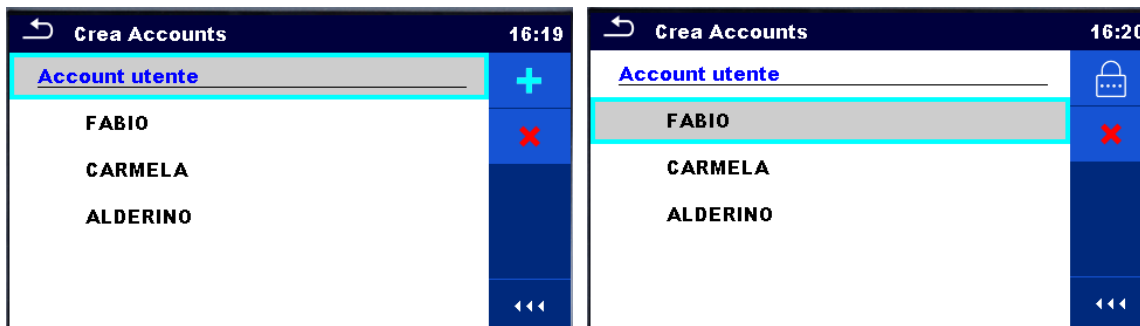 Crea Accounts 16:19
Account utente
FABIO
CARMELA
ALDERINO
Crea Accounts 16:20
Account utente
FABIO
CARMELA
ALDERINO